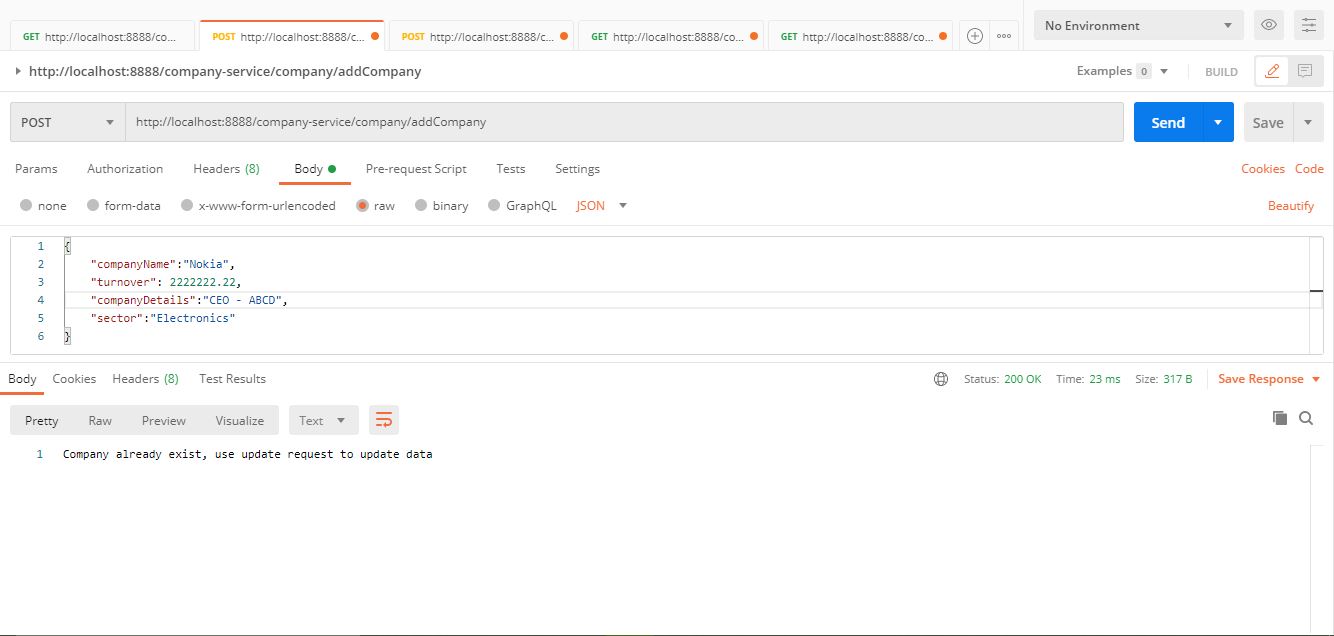 GET http://localhost:8888/co...
POST http://localhost:8888/c...
POST http://localhost:8888/c...
GET http://localhost:8888/co...
GET http://localhost:8888/co...
No Environment
http://localhost:8888/company-service/company/addCompany
Examples 0
BUILD
POST
http://localhost:8888/company-service/company/addCompany
Send
Save
Params Authorization Headers (8) Body Pre-request Script Tests Settings
Cookies Code
none form-data x-www-form-urlencoded raw binary GraphQL JSON
Beautify
1 {
2 "companyName":"Nokia",
3 "turnover": 2222222.22,
4 "companyDetails":"CEO - ABCD",
5 "sector":"Electronics"
6 }
Body Cookies Headers (8) Test Results
Status: 200 OK Time: 23 ms Size: 317 B
Save Response
Pretty Raw Preview Visualize Text
1 Company already exist, use update request to update data